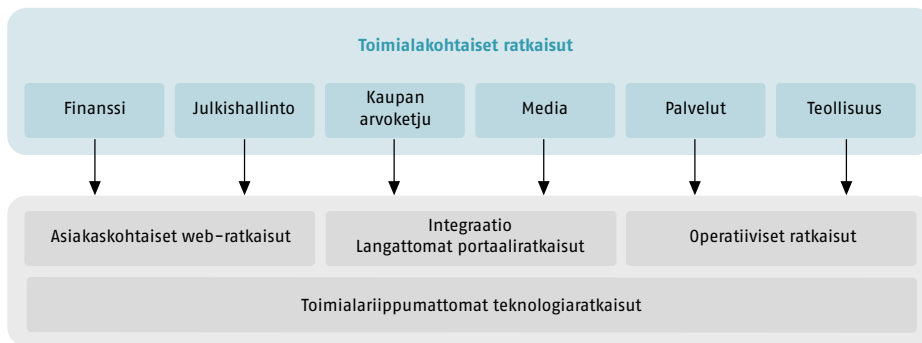 Toimialakohtaiset ratkaisut
Finanssi
Julkishallinto
Kaupan
arvoketju
Media
Palvelut
Teollisuus
Asiakaskohtaiset web-ratkaisut
Integraatio
Langattomat portaaliratkaisut
Operatiiviset ratkaisut
Toimialariippumattomat teknologiaratkaisut